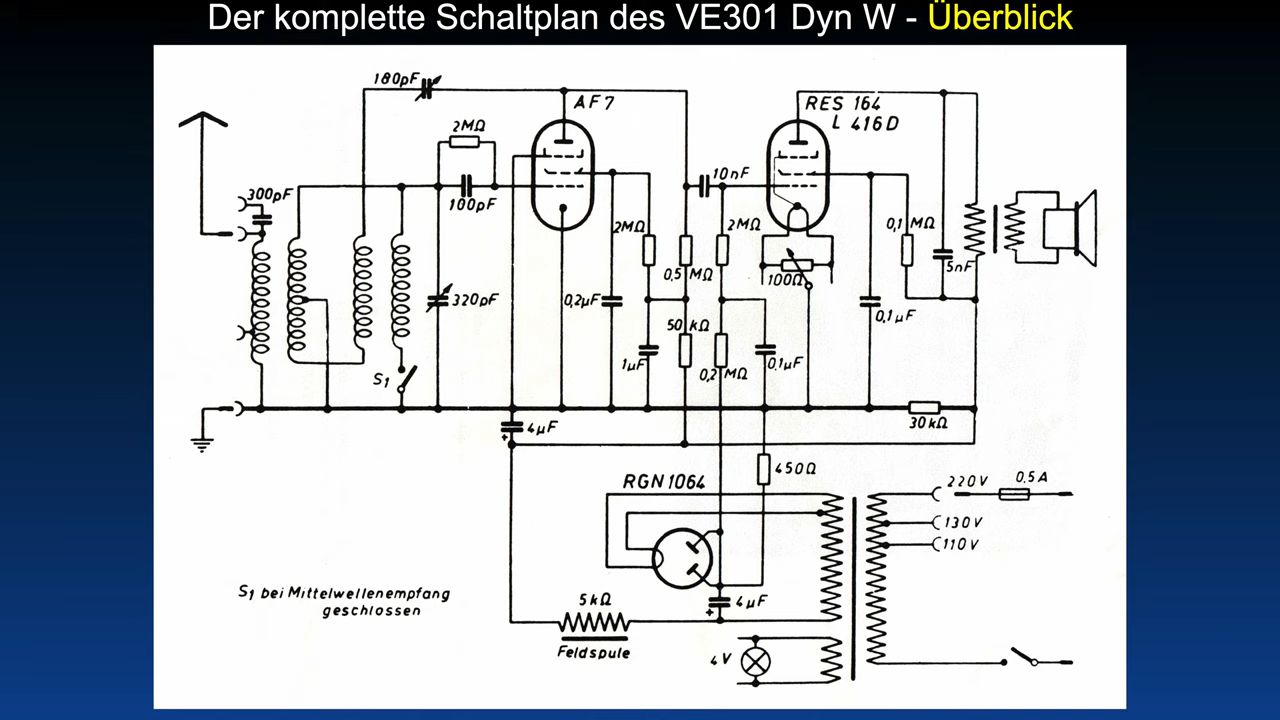 Der komplette Schaltplan des VE301 Dyn W - Überblick
180pF
AF7
RES 164
L 416D
2MΩ
300pF
100pF
10nF
2MΩ
2MΩ
0,1 MΩ
0,5 MΩ
100Ω
5nF
320pF
0,2µF
0,1µF
50 kΩ
1µF
0,2 MΩ
0,1µF
S1
4µF
30kΩ
450Ω
RGN1064
220V
0,5A
130V
110V
S1 bei Mittelwellenempfang
geschlossen
5kΩ
4µF
Feldspule
4V